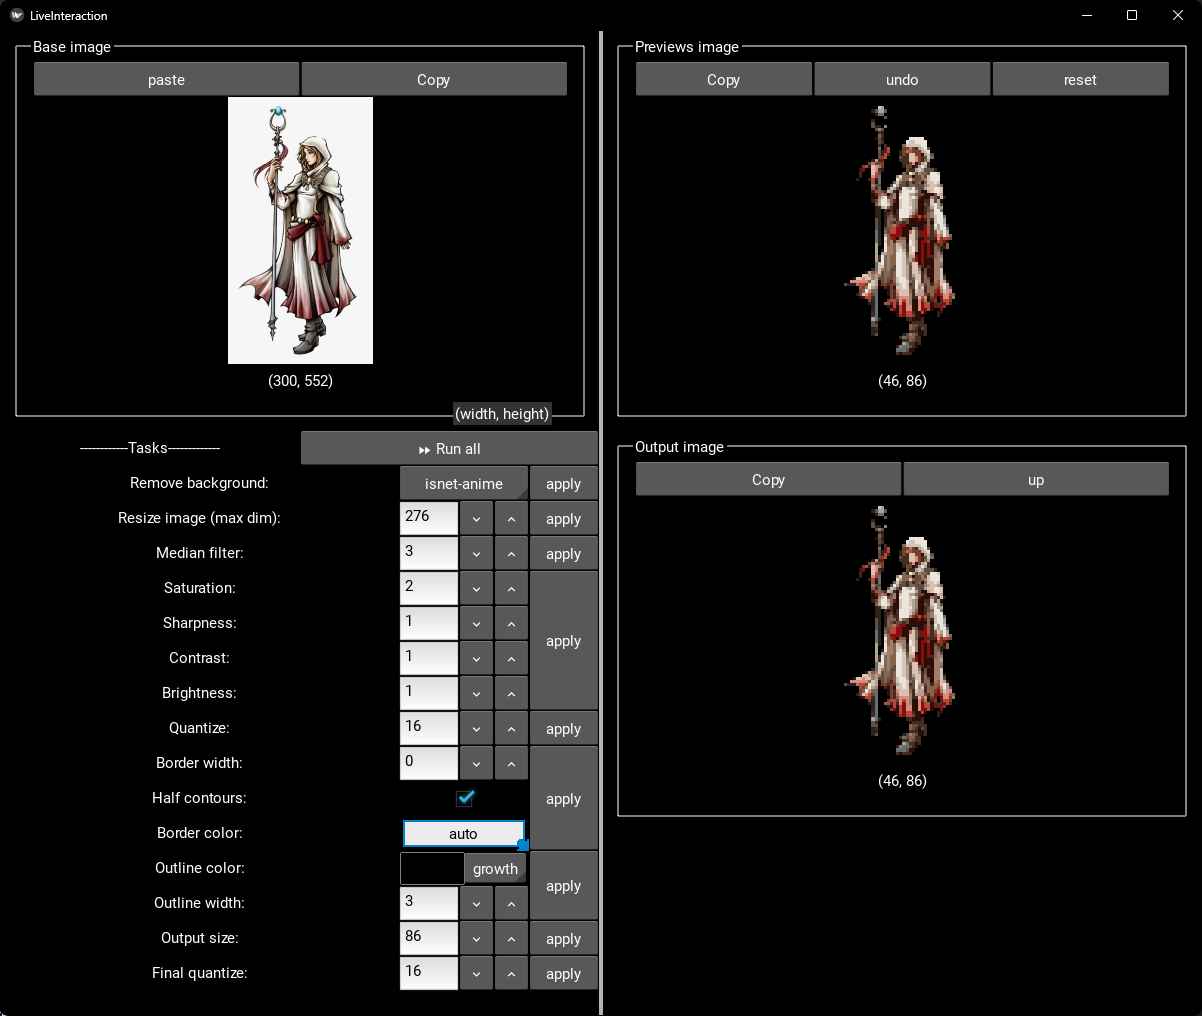 LiveInteraction
Base image
paste
Copy
(300, 552)
(width, height)
Previews image
Copy
undo
reset
(46, 86)
Output image
Copy
up
(46, 86)
------------Tasks-------------
Run all
Remove background:
isnet-anime
apply
Resize image (max dim):
276
apply
Median filter:
3
apply
Saturation:
2
Sharpness:
1
apply
Contrast:
1
Brightness:
1
Quantize:
16
apply
Border width:
0
Half contours:
apply
Border color:
auto
Outline color:
growth
apply
Outline width:
3
Output size:
86
apply
Final quantize:
16
apply